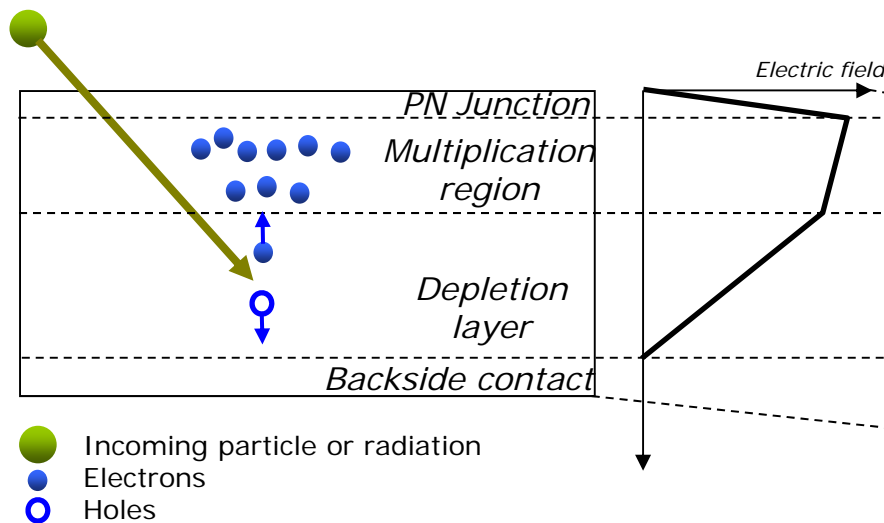 Electric field
PN Junction
Multiplication
region
Depletion
layer
Backside contact
Incoming particle or radiation
Electrons
Holes